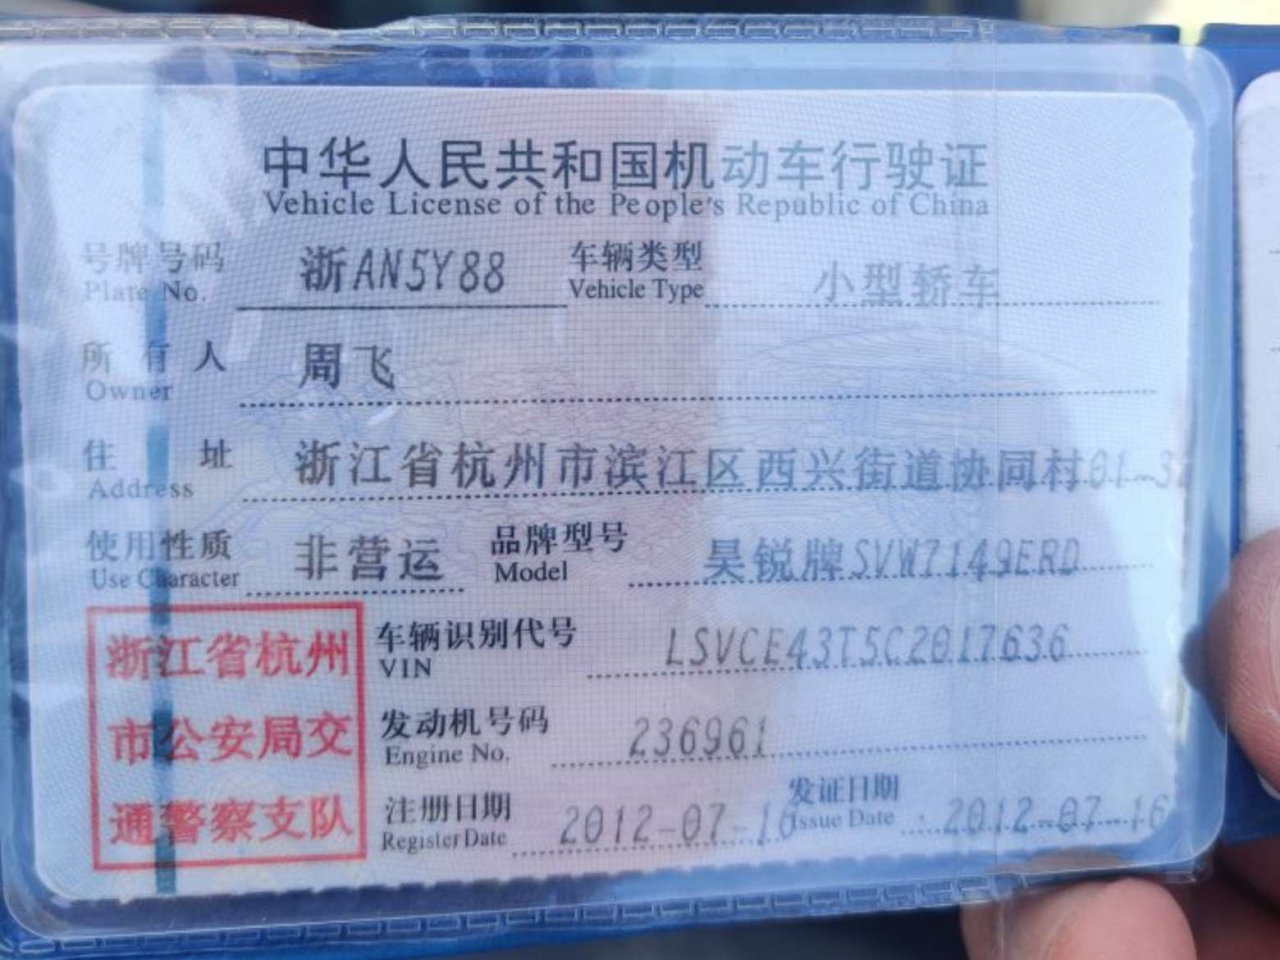 中华人民共和国机动车行驶证
Vehicle License of the People's Republic of China
号牌号码 浙AN5Y88 车辆类型 小型轿车
Plate No. Vehicle Type
所有人 周飞
Owner
住址 浙江省杭州市滨江区西兴街道协同村01-32
Address
使用性质 非营运 品牌型号 昊锐牌SVW7149ERD
Use Character Model
浙江省杭州 车辆识别代号 LSVCE43T5C2017636
VIN
市公安局交 发动机号码 236961
Engine No.
通警察支队 注册日期 2012-07-16 发证日期 2012-07-16
Register Date Issue Date